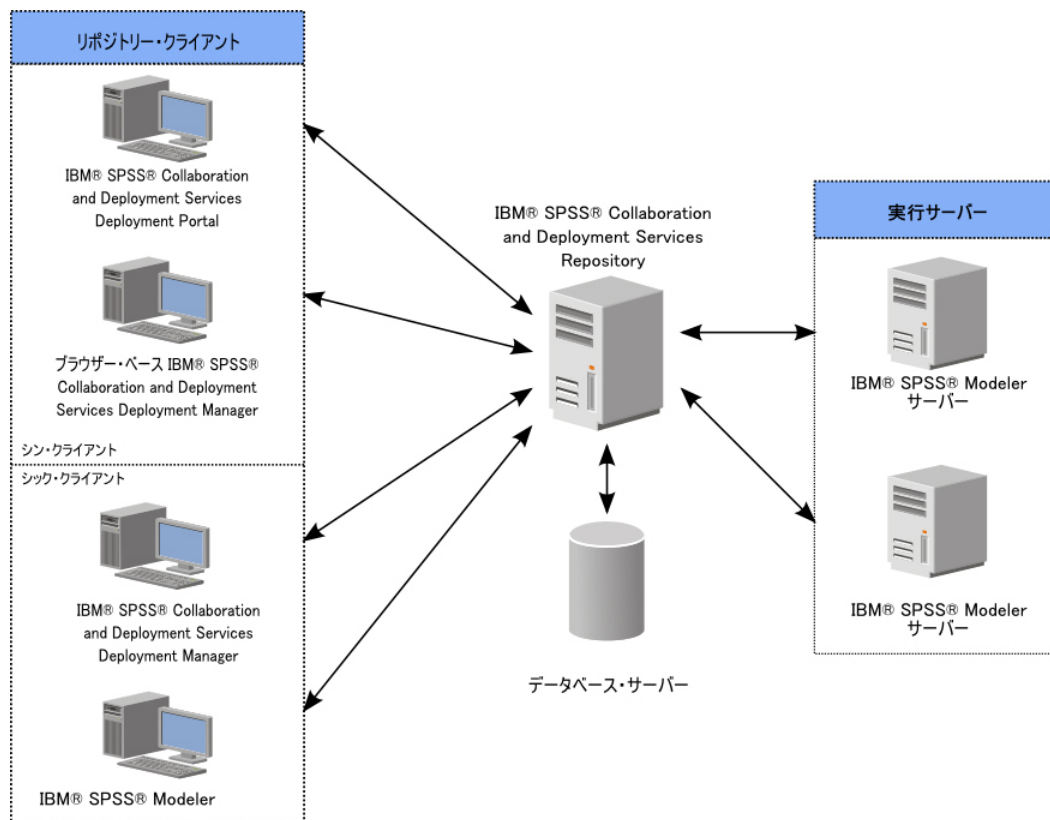 リポジトリー・クライアント
IBM® SPSS® Collaboration
and Deployment Services
Deployment Portal
ブラウザー・ベース IBM® SPSS®
Collaboration and Deployment
Services Deployment Manager
シン・クライアント
シック・クライアント
IBM® SPSS® Collaboration
and Deployment Services
Deployment Manager
IBM® SPSS® Modeler
IBM® SPSS® Collaboration
and Deployment Services
Repository
データベース・サーバー
実行サーバー
IBM® SPSS® Modeler
サーバー
IBM® SPSS® Modeler
サーバー